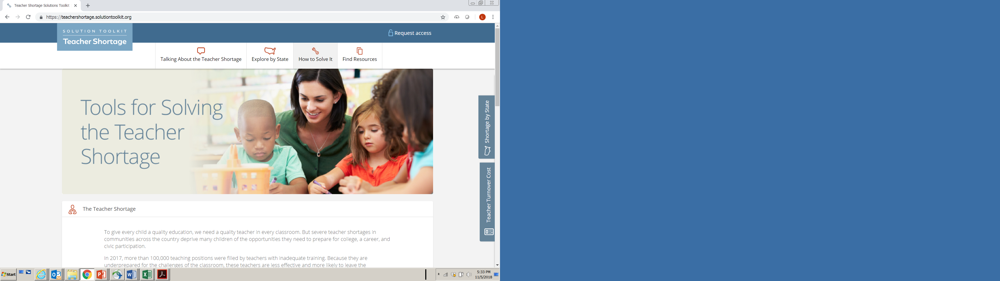 Teacher Shortage Solutions Toolkit
https://teachershortage.solutiontoolkit.org
L
SOLUTION TOOLKIT
Teacher Shortage
Request access
Talking About the Teacher Shortage
Explore by State
How to Solve It
Find Resources
Tools for Solving
the Teacher
Shortage
Shortage by State
Teacher Turnover Cost
The Teacher Shortage
To give every child a quality education, we need a quality teacher in every classroom. But severe teacher shortages in
communities across the country deprive many children of the opportunities they need to prepare for college, a career, and
civic participation.
In 2017, more than 100,000 teaching positions were filled by teachers with inadequate training. Because they are
underprepared for the challenges of the classroom, these teachers are less effective and more likely to leave the
Start
5:33 PM
11/5/2018